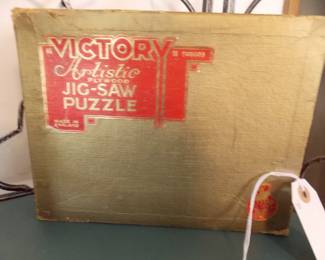 VICTORY
Artistic
PLYWOOD
JIG-SAW
PUZZLE
MADE IN
ENGLAND